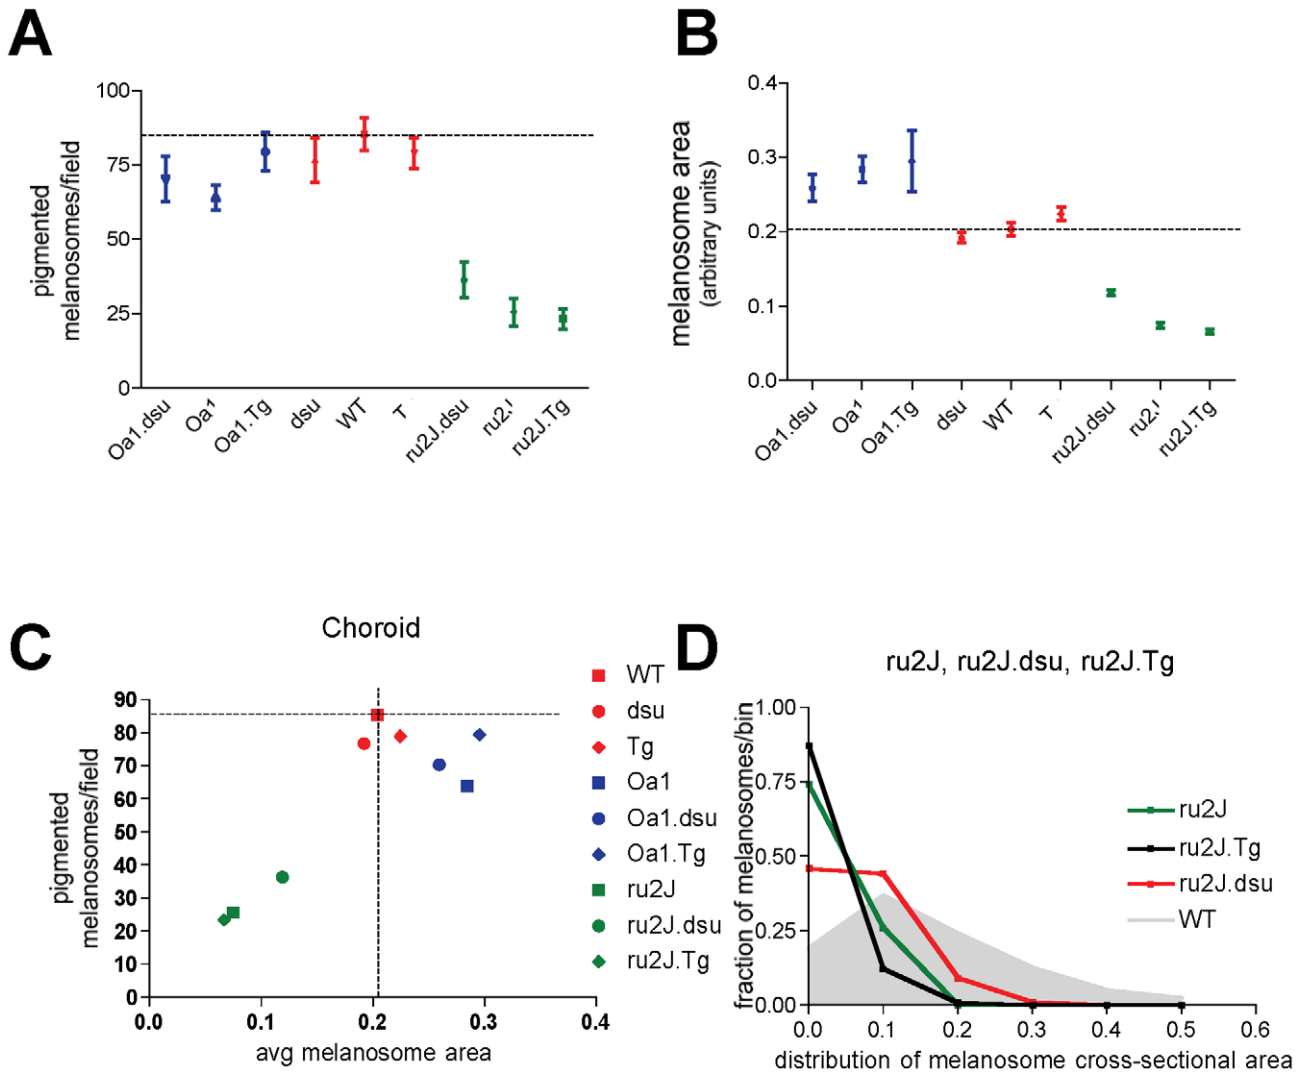 A
pigmented
melanosomes/field
100
75
50
25
0
Oa1.dsu
Oa1
Oa1.Tg
dsu
WT
T
ru2J.dsu
ru2J.Tg
B
melanosome area
(arbitrary units)
0.4
0.3
0.2
0.1
0.0
Oa1.dsu
Oa1
Oa1.Tg
dsu
WT
T
ru2J.dsu
ru2J.Tg
C
Choroid
pigmented
melanosomes/field
90
80
70
60
50
40
30
20
10
0
0.0 0.1 0.2 0.3 0.4
avg melanosome area
WT
dsu
Tg
Oa1
Oa1.dsu
Oa1.Tg
ru2J
ru2J.dsu
ru2J.Tg
D
ru2J, ru2J.dsu, ru2J.Tg
fraction of melanosomes/bin
1.00
0.75
0.50
0.25
0.00
0.0 0.1 0.2 0.3 0.4 0.5 0.6
distribution of melanosome cross-sectional area
ru2J
ru2J.Tg
ru2J.dsu
WT